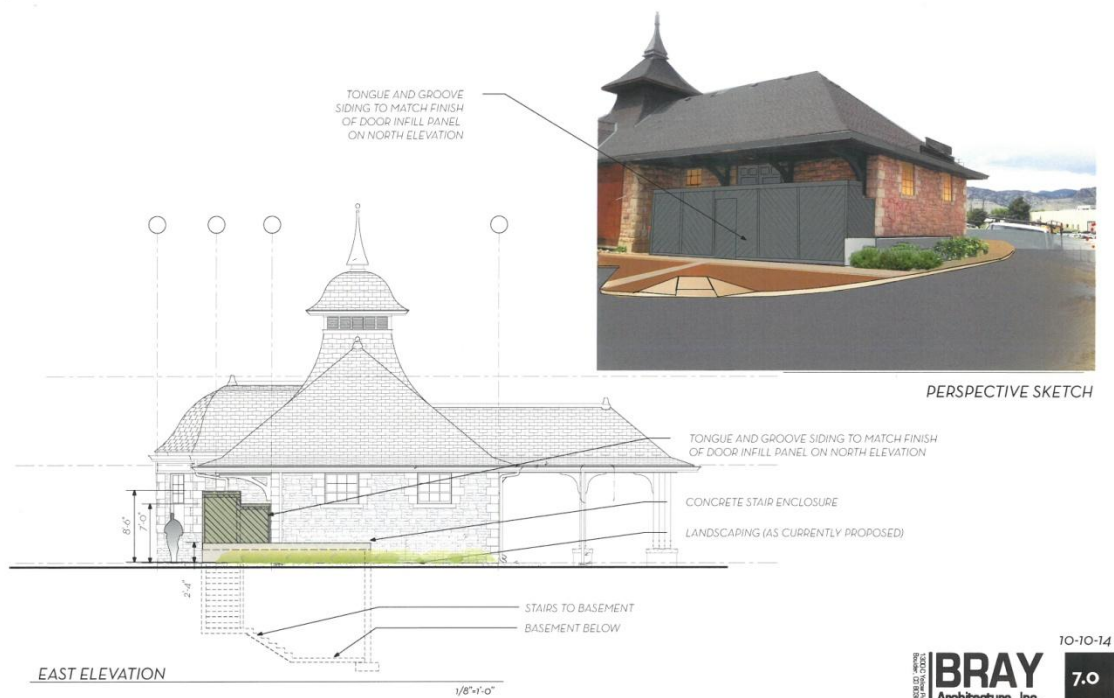 TONGUE AND GROOVE
SIDING TO MATCH FINISH
OF DOOR INFILL PANEL
ON NORTH ELEVATION
PERSPECTIVE SKETCH
TONGUE AND GROOVE SIDING TO MATCH FINISH
OF DOOR INFILL PANEL ON NORTH ELEVATION
CONCRETE STAIR ENCLOSURE
LANDSCAPING (AS CURRENTLY PROPOSED)
8'-6"
7'-0"
2'-4"
STAIRS TO BASEMENT
BASEMENT BELOW
EAST ELEVATION
1/8"=1'-0"
10-10-14
BRAY
Architecture, Inc.
7.0